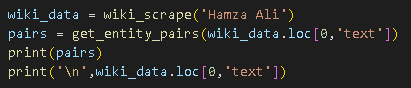 wiki_data = wiki_scrape('Hamza Ali')
pairs = get_entity_pairs(wiki_data.loc[0,'text'])
print(pairs)
print('\n',wiki_data.loc[0,'text'])